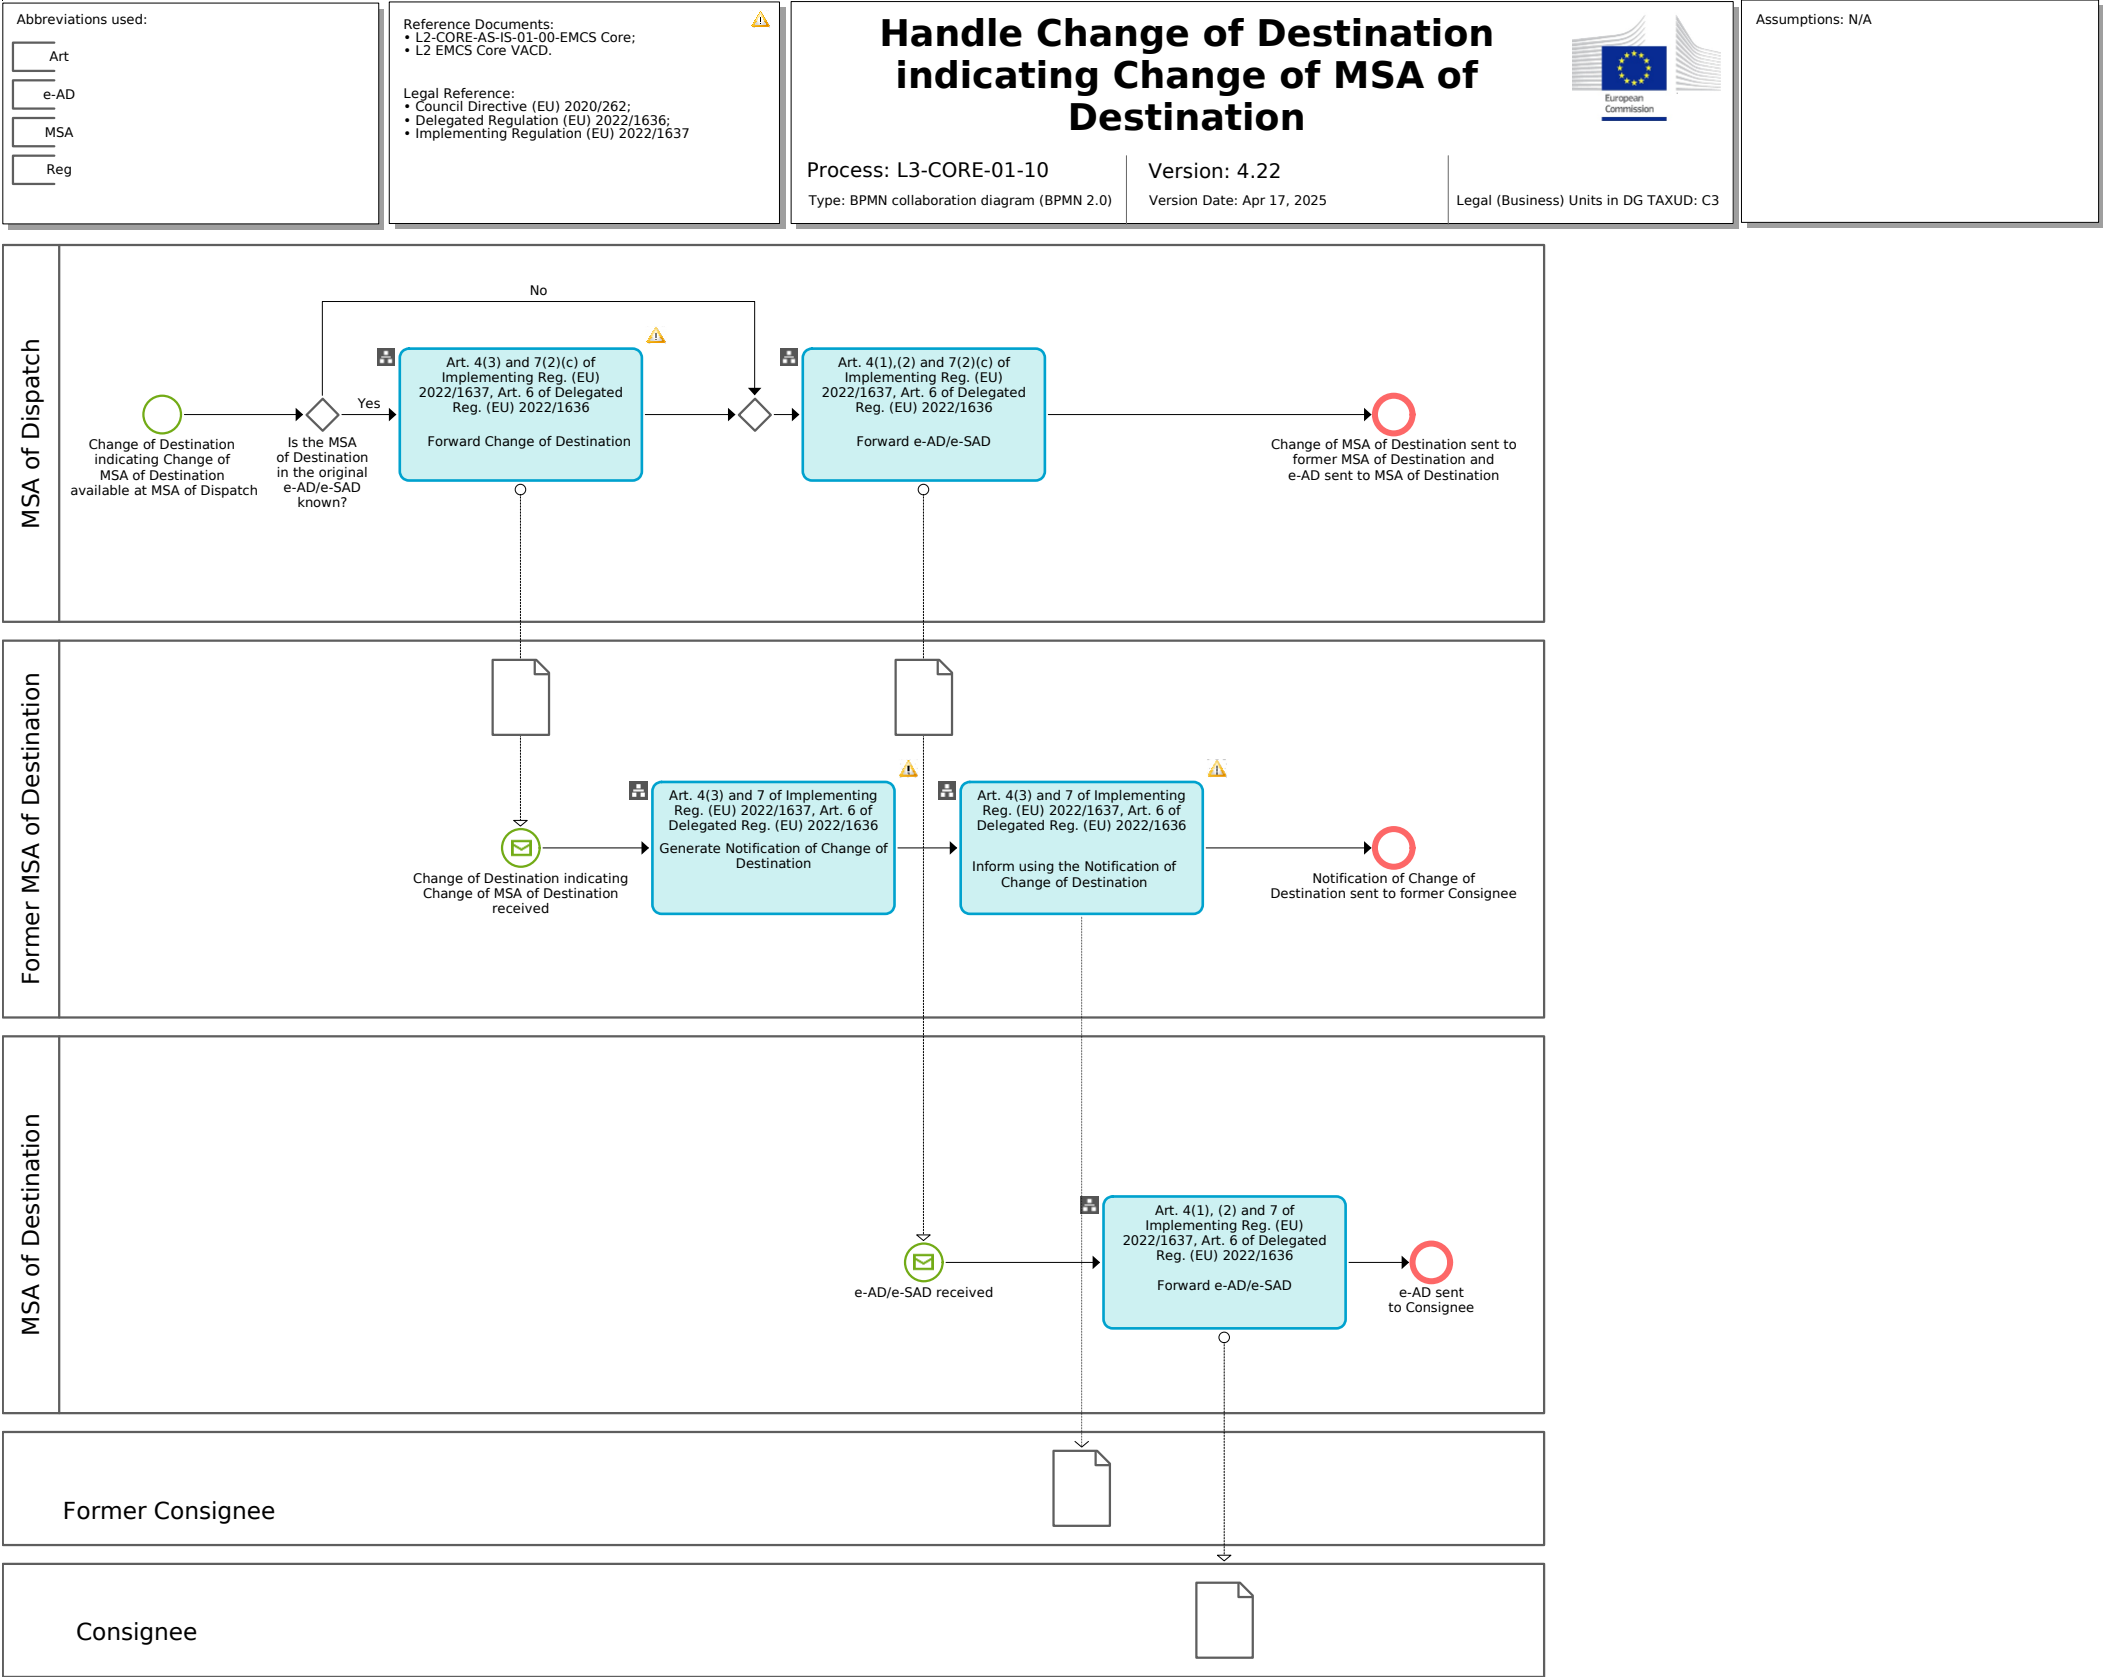 Abbreviations used:
Art
e-AD
MSA
Reg
Reference Documents:
• L2-CORE-AS-IS-01-00-EMCS Core;
• L2 EMCS Core VACD.
Legal Reference:
• Council Directive (EU) 2020/262;
• Delegated Regulation (EU) 2022/1636;
• Implementing Regulation (EU) 2022/1637
Handle Change of Destination
indicating Change of MSA of
Destination
European
Commission
Process: L3-CORE-01-10
Version: 4.22
Type: BPMN collaboration diagram (BPMN 2.0)
Version Date: Apr 17, 2025
Legal (Business) Units in DG TAXUD: C3
Assumptions: N/A
MSA of Dispatch
No
Yes
Change of Destination
indicating Change of
MSA of Destination
available at MSA of Dispatch
Is the MSA
of Destination
in the original
e-AD/e-SAD
known?
Art. 4(3) and 7(2)(c) of
Implementing Reg. (EU)
2022/1637, Art. 6 of Delegated
Reg. (EU) 2022/1636
Forward Change of Destination
Art. 4(1),(2) and 7(2)(c) of
Implementing Reg. (EU)
2022/1637, Art. 6 of Delegated
Reg. (EU) 2022/1636
Forward e-AD/e-SAD
Change of MSA of Destination sent to
former MSA of Destination and
e-AD sent to MSA of Destination
Former MSA of Destination
Change of Destination indicating
Change of MSA of Destination
received
Art. 4(3) and 7 of Implementing
Reg. (EU) 2022/1637, Art. 6 of
Delegated Reg. (EU) 2022/1636
Generate Notification of Change of
Destination
Art. 4(3) and 7 of Implementing
Reg. (EU) 2022/1637, Art. 6 of
Delegated Reg. (EU) 2022/1636
Inform using the Notification of
Change of Destination
Notification of Change of
Destination sent to former Consignee
MSA of Destination
e-AD/e-SAD received
Art. 4(1), (2) and 7 of
Implementing Reg. (EU)
2022/1637, Art. 6 of Delegated
Reg. (EU) 2022/1636
Forward e-AD/e-SAD
e-AD sent
to Consignee
Former Consignee
Consignee